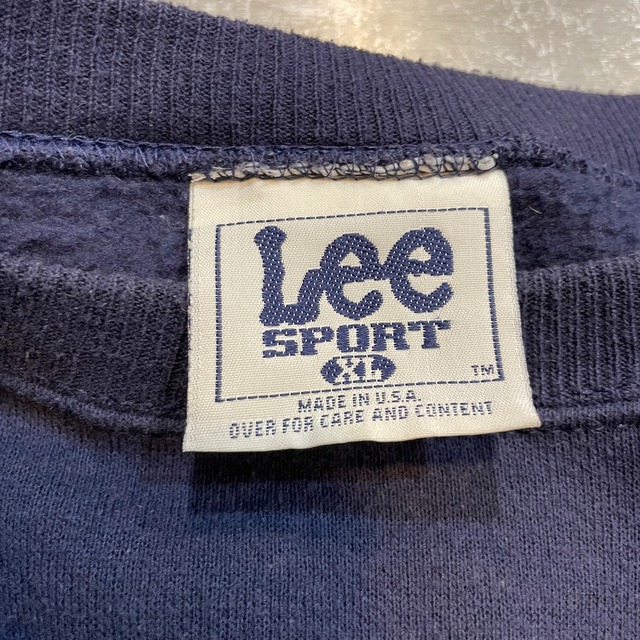 Lee
SPORT
XL
TM
MADE IN U.S.A.
OVER FOR CARE AND CONTENT